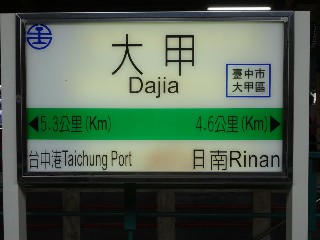 大甲
Dajia
臺中市
大甲區
5.3公里(Km) 4.6公里(Km)
台中港Taichung Port 日南Rinan